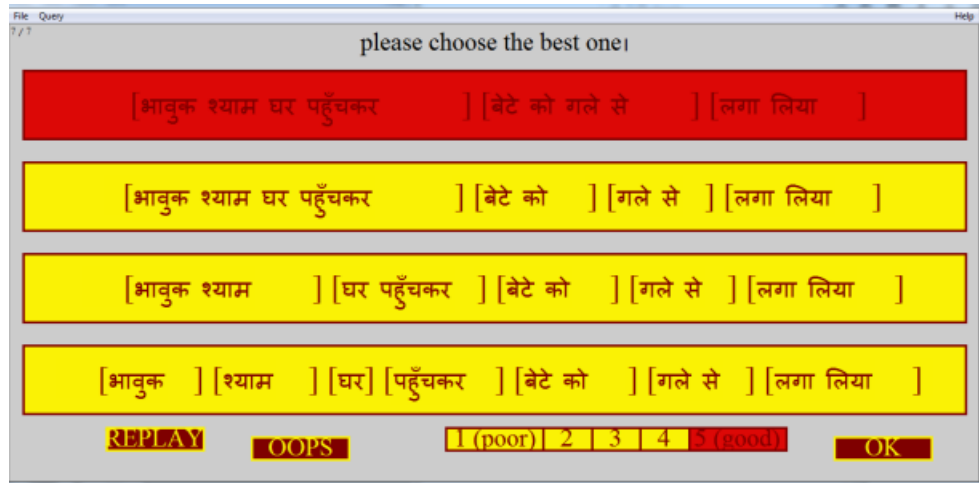 File Query Help
7 / 7
please choose the best one।
[भावुक श्याम घर पहुँचकर ] [बेटे को गले से ] [लगा लिया ]
[भावुक श्याम घर पहुँचकर ] [बेटे को ] [गले से ] [लगा लिया ]
[भावुक श्याम ] [घर पहुँचकर ] [बेटे को ] [गले से ] [लगा लिया ]
[भावुक ] [श्याम ] [घर] [पहुँचकर ] [बेटे को ] [गले से ] [लगा लिया ]
REPLAY OOPS 1 (poor) 2 3 4 5 (good) OK